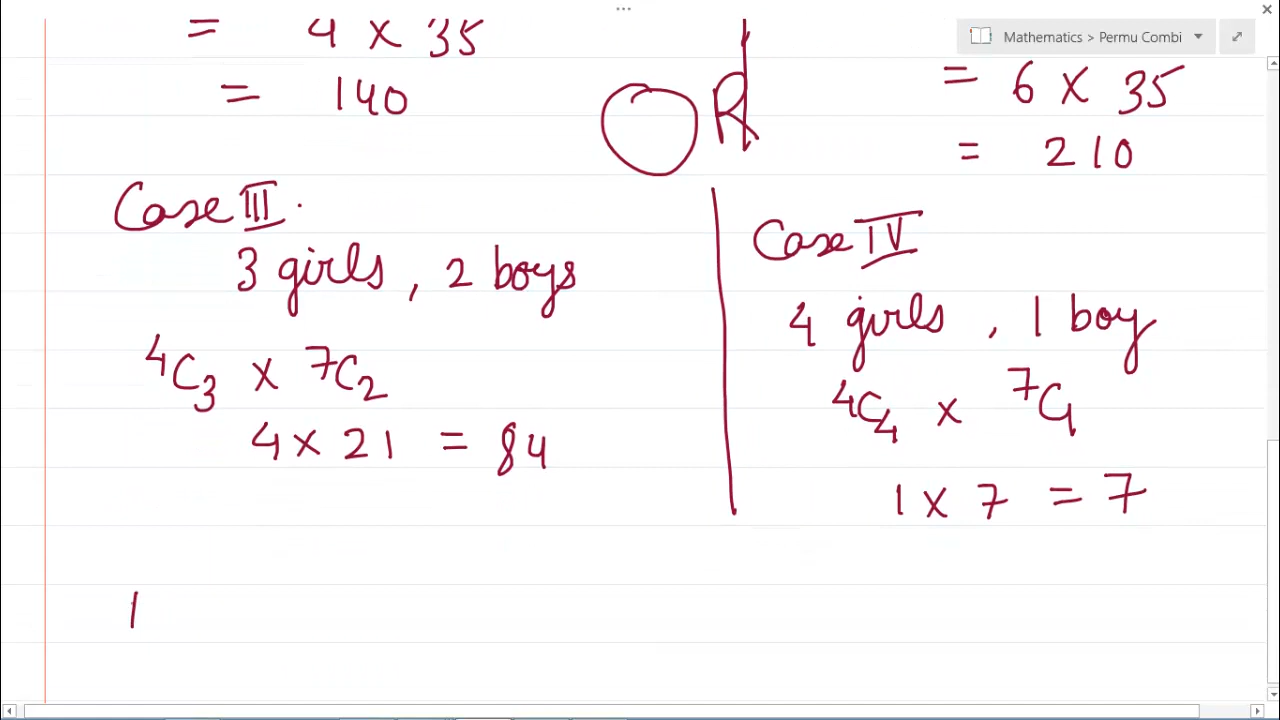 Mathematics > Permu Combi
= 4 x 35
= 140
OR
= 6 x 35
= 210
Case III.
3 girls, 2 boys
⁴C₃ x ⁷C₂
4 x 21 = 84
Case IV
4 girls, 1 boy
⁴C₄ x ⁷C₁
1 x 7 = 7
1